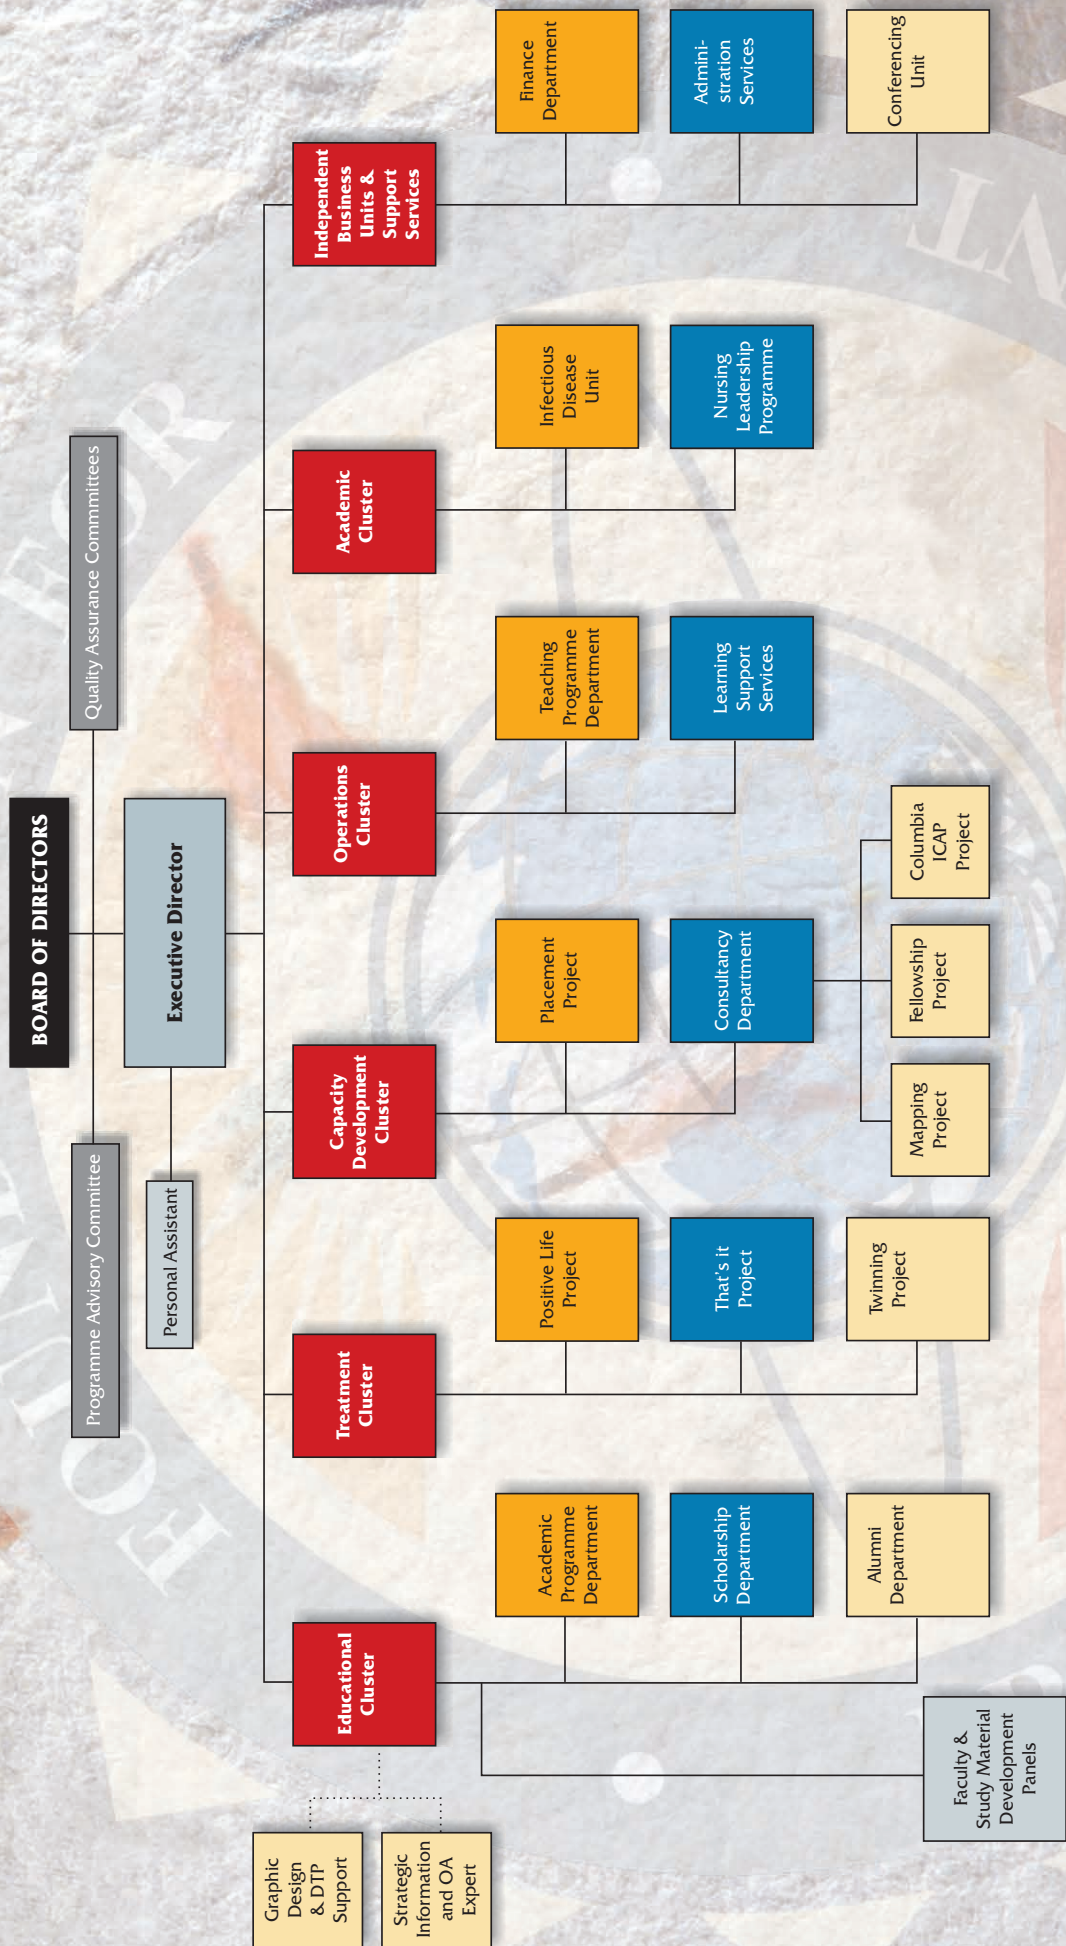 BOARD OF DIRECTORS
Programme Advisory Committee
Quality Assurance Commmittees
Executive Director
Personal Assistant
Graphic
Design
& DTP
Support
Strategic
Information
and OA
Expert
Educational
Cluster
Treatment
Cluster
Capacity
Development
Cluster
Operations
Cluster
Academic
Cluster
Independent
Business
Units &
Support
Services
Academic
Programme
Department
Positive Life
Project
Placement
Project
Teaching
Programme
Department
Infectious
Disease
Unit
Finance
Department
Scholarship
Department
That's it
Project
Consultancy
Department
Learning
Support
Services
Nursing
Leadership
Programme
Admini-
stration
Services
Alumni
Department
Twinning
Project
Mapping
Project
Fellowship
Project
Columbia
ICAP
Project
Conferencing
Unit
Faculty &
Study Material
Development
Panels